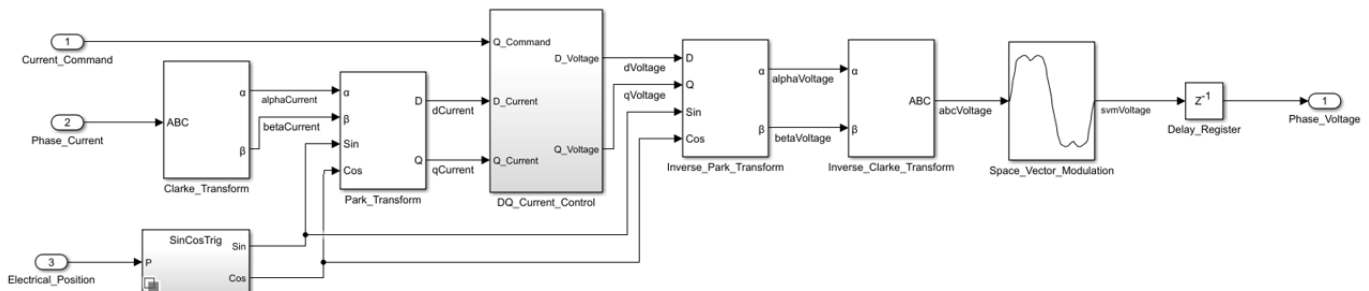 1
Current_Command
2
Phase_Current
ABC
α
β
Clarke_Transform
alphaCurrent
betaCurrent
α
β
Sin
Cos
D
Q
Park_Transform
dCurrent
qCurrent
Q_Command
D_Current
Q_Current
D_Voltage
Q_Voltage
DQ_Current_Control
dVoltage
qVoltage
D
Q
Sin
Cos
α
β
Inverse_Park_Transform
alphaVoltage
betaVoltage
α
β
ABC
Inverse_Clarke_Transform
abcVoltage
Space_Vector_Modulation
svmVoltage
Z⁻¹
Delay_Register
1
Phase_Voltage
3
Electrical_Position
SinCosTrig
P
Sin
Cos